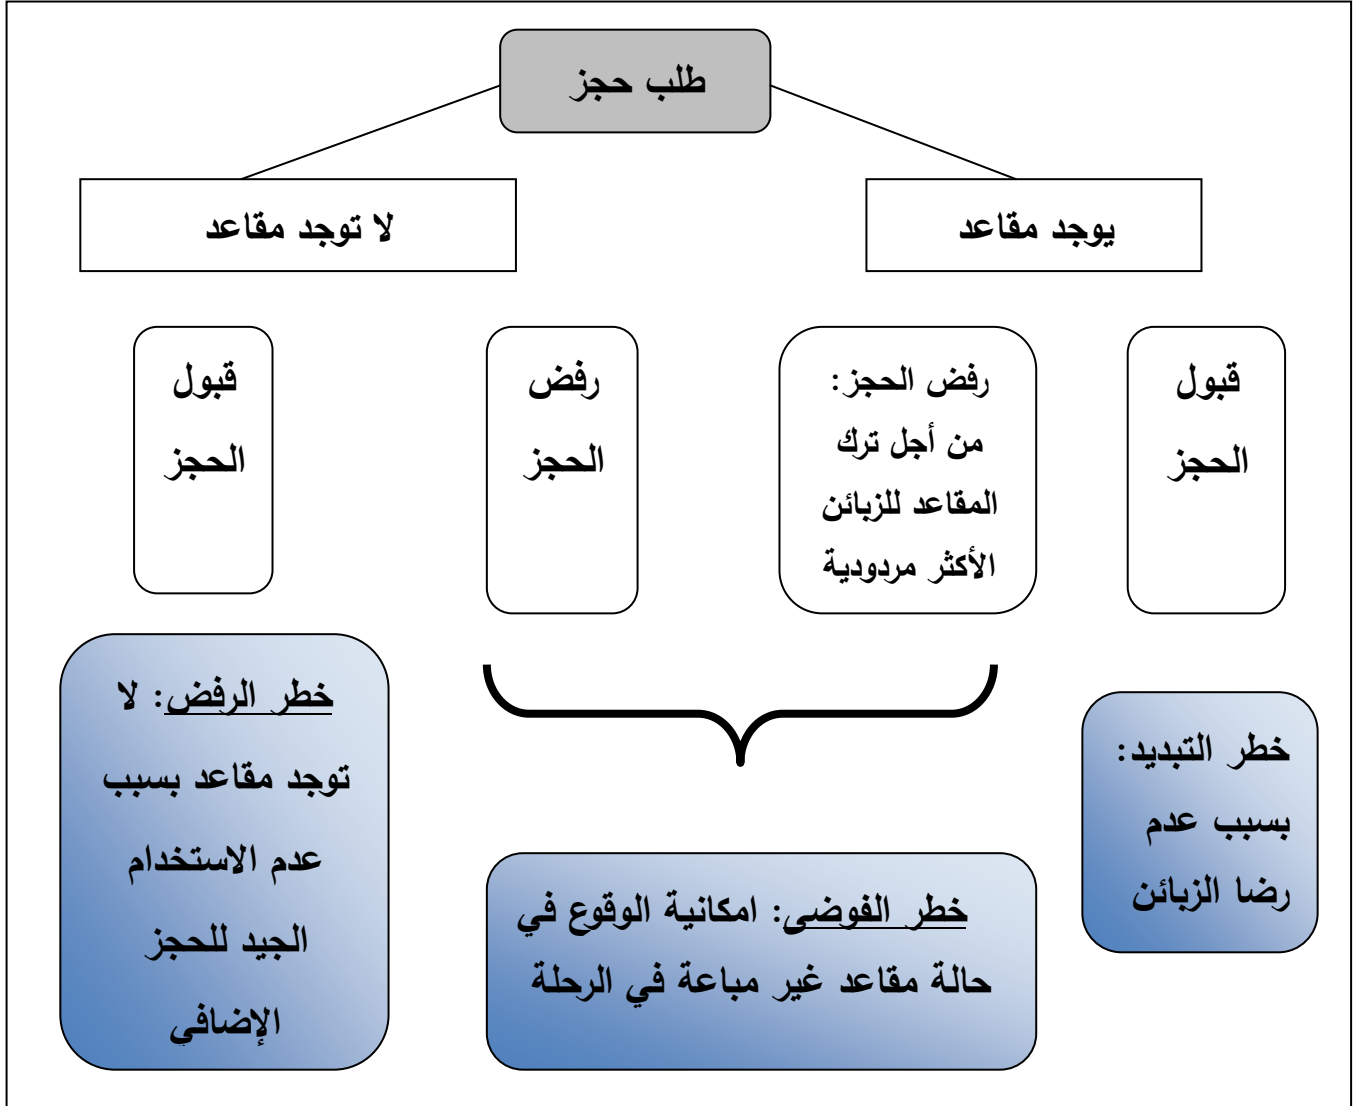 طلب حجز
يوجد مقاعد
لا توجد مقاعد
قبول
الحجز
رفض الحجز:
من أجل ترك
المقاعد للزبائن
الأكثر مردودية
رفض
الحجز
قبول
الحجز
خطر التبديد:
بسبب عدم
رضا الزبائن
خطر الفوضى: امكانية الوقوع في
حالة مقاعد غير مباعة في الرحلة
خطر الرفض: لا
توجد مقاعد بسبب
عدم الاستخدام
الجيد للحجز
الإضافي